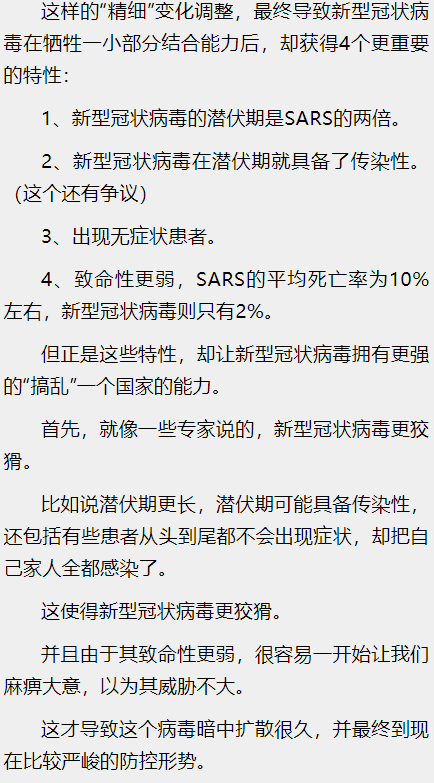 这样的“精细”变化调整，最终导致新型冠状病
毒在牺牲一小部分结合能力后，却获得4个更重要
的特性：
1、新型冠状病毒的潜伏期是SARS的两倍。
2、新型冠状病毒在潜伏期就具备了传染性。
（这个还有争议）
3、出现无症状患者。
4、致命性更弱，SARS的平均死亡率为10%
左右，新型冠状病毒则只有2%。
但正是这些特性，却让新型冠状病毒拥有更强
的“搞乱”一个国家的能力。
首先，就像一些专家说的，新型冠状病毒更狡
猾。
比如说潜伏期更长，潜伏期可能具备传染性，
还包括有些患者从头到尾都不会出现症状，却把自
己家人全都感染了。
这使得新型冠状病毒更狡猾。
并且由于其致命性更弱，很容易一开始让我们
麻痹大意，以为其威胁不大。
这才导致这个病毒暗中扩散很久，并最终到现
在比较严峻的防控形势。